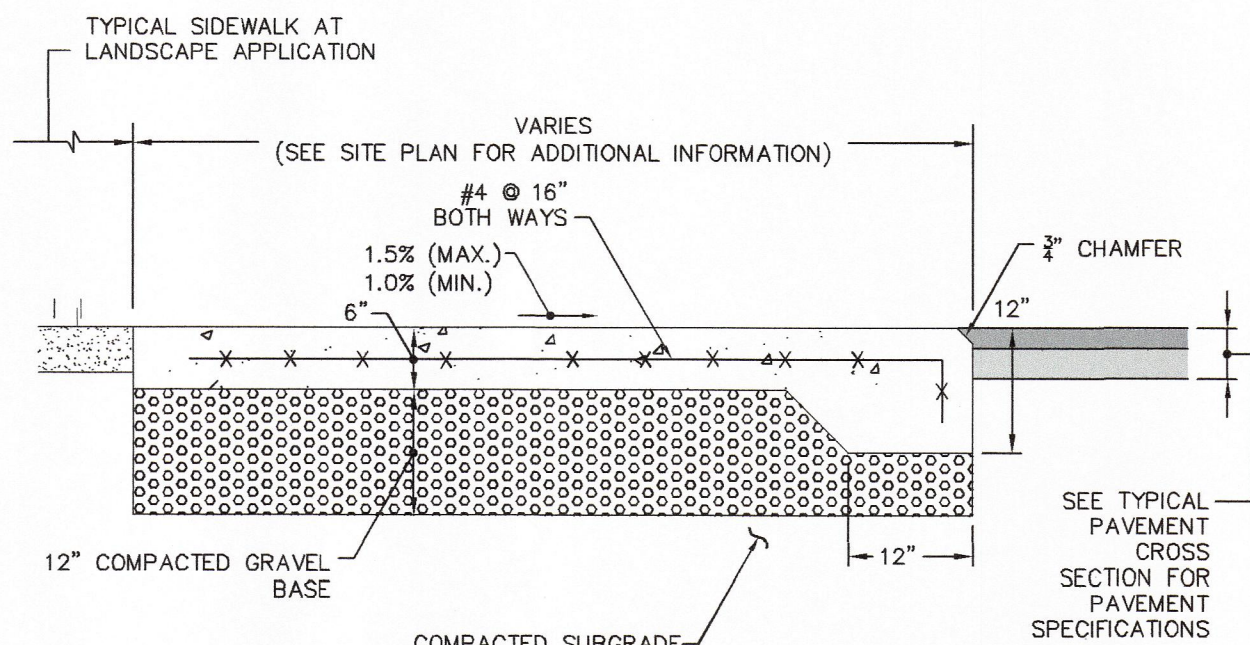 TYPICAL SIDEWALK AT
LANDSCAPE APPLICATION
VARIES
(SEE SITE PLAN FOR ADDITIONAL INFORMATION)
#4 @ 16"
BOTH WAYS
1.5% (MAX.)
1.0% (MIN.)
6"
3/4" CHAMFER
12"
12" COMPACTED GRAVEL
BASE
12"
SEE TYPICAL
PAVEMENT
CROSS
SECTION FOR
PAVEMENT
SPECIFICATIONS
COMPACTED SUBGRADE